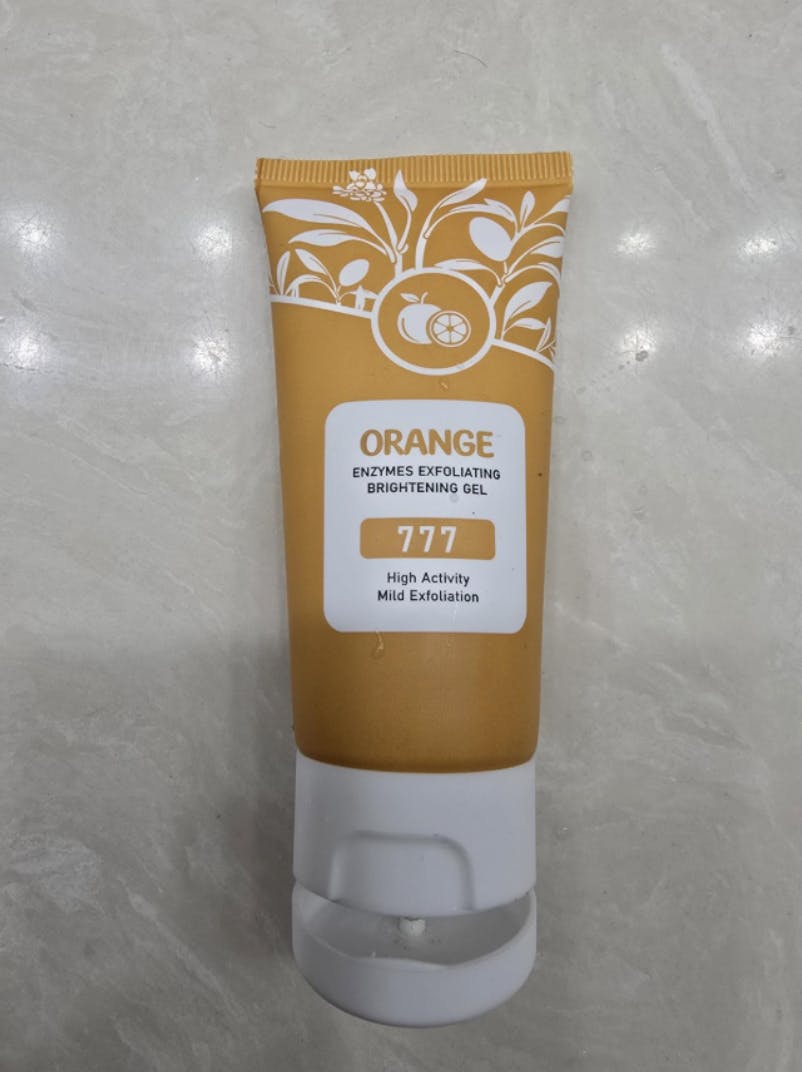 ORANGE
ENZYMES EXFOLIATING
BRIGHTENING GEL
777
High Activity
Mild Exfoliation